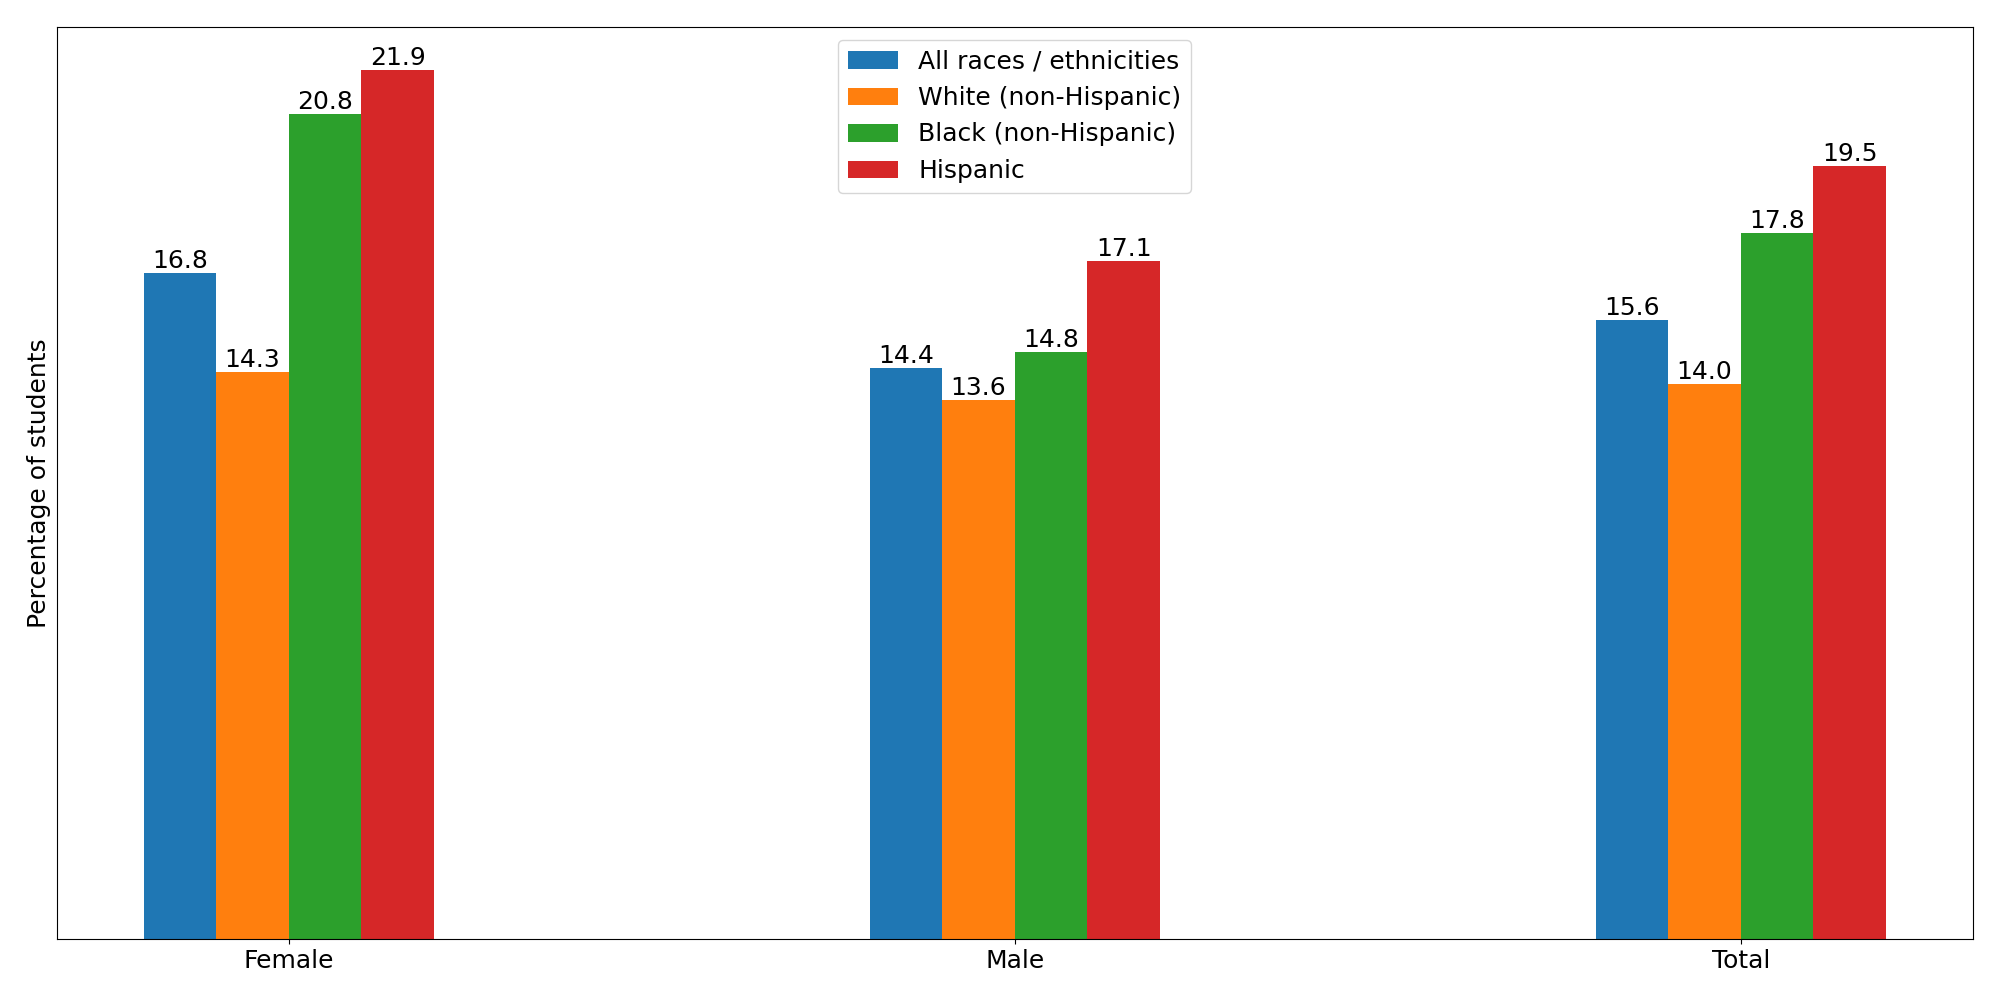 21.9
20.8
16.8
14.3
All races / ethnicities
White (non-Hispanic)
Black (non-Hispanic)
Hispanic
17.1
14.8
14.4
13.6
19.5
17.8
15.6
14.0
Percentage of students
Female
Male
Total